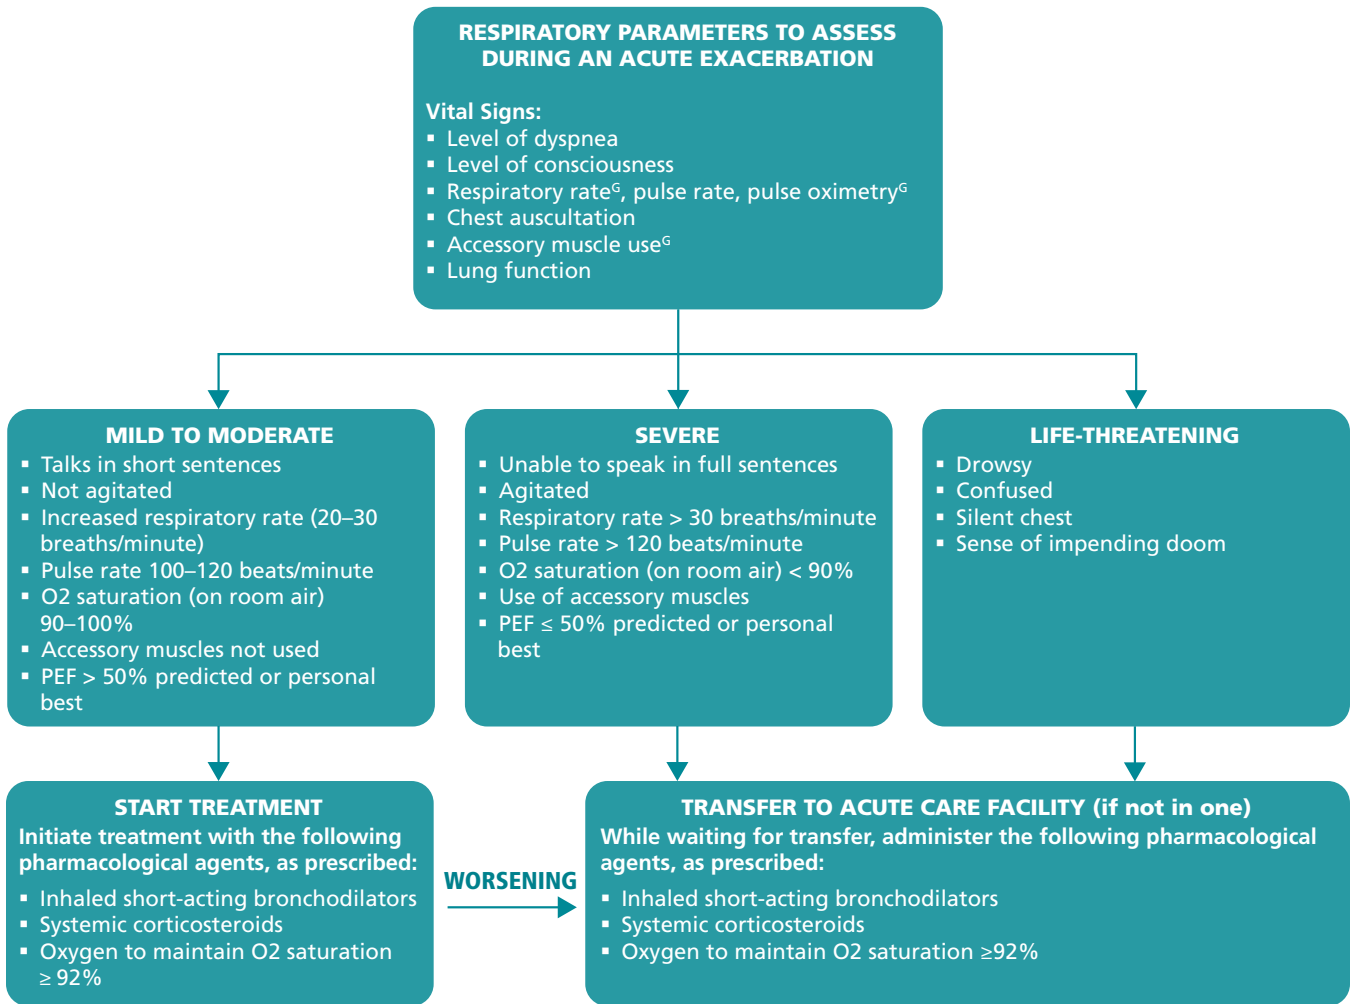 RESPIRATORY PARAMETERS TO ASSESS
DURING AN ACUTE EXACERBATION
Vital Signs:
▪ Level of dyspnea
▪ Level of consciousness
▪ Respiratory rateᴳ, pulse rate, pulse oximetryᴳ
▪ Chest auscultation
▪ Accessory muscle useᴳ
▪ Lung function
MILD TO MODERATE
▪ Talks in short sentences
▪ Not agitated
▪ Increased respiratory rate (20–30
breaths/minute)
▪ Pulse rate 100–120 beats/minute
▪ O2 saturation (on room air)
90–100%
▪ Accessory muscles not used
▪ PEF > 50% predicted or personal
best
SEVERE
▪ Unable to speak in full sentences
▪ Agitated
▪ Respiratory rate > 30 breaths/minute
▪ Pulse rate > 120 beats/minute
▪ O2 saturation (on room air) < 90%
▪ Use of accessory muscles
▪ PEF ≤ 50% predicted or personal
best
LIFE-THREATENING
▪ Drowsy
▪ Confused
▪ Silent chest
▪ Sense of impending doom
START TREATMENT
Initiate treatment with the following
pharmacological agents, as prescribed:
▪ Inhaled short-acting bronchodilators
▪ Systemic corticosteroids
▪ Oxygen to maintain O2 saturation
≥ 92%
WORSENING
TRANSFER TO ACUTE CARE FACILITY (if not in one)
While waiting for transfer, administer the following pharmacological
agents, as prescribed:
▪ Inhaled short-acting bronchodilators
▪ Systemic corticosteroids
▪ Oxygen to maintain O2 saturation ≥92%